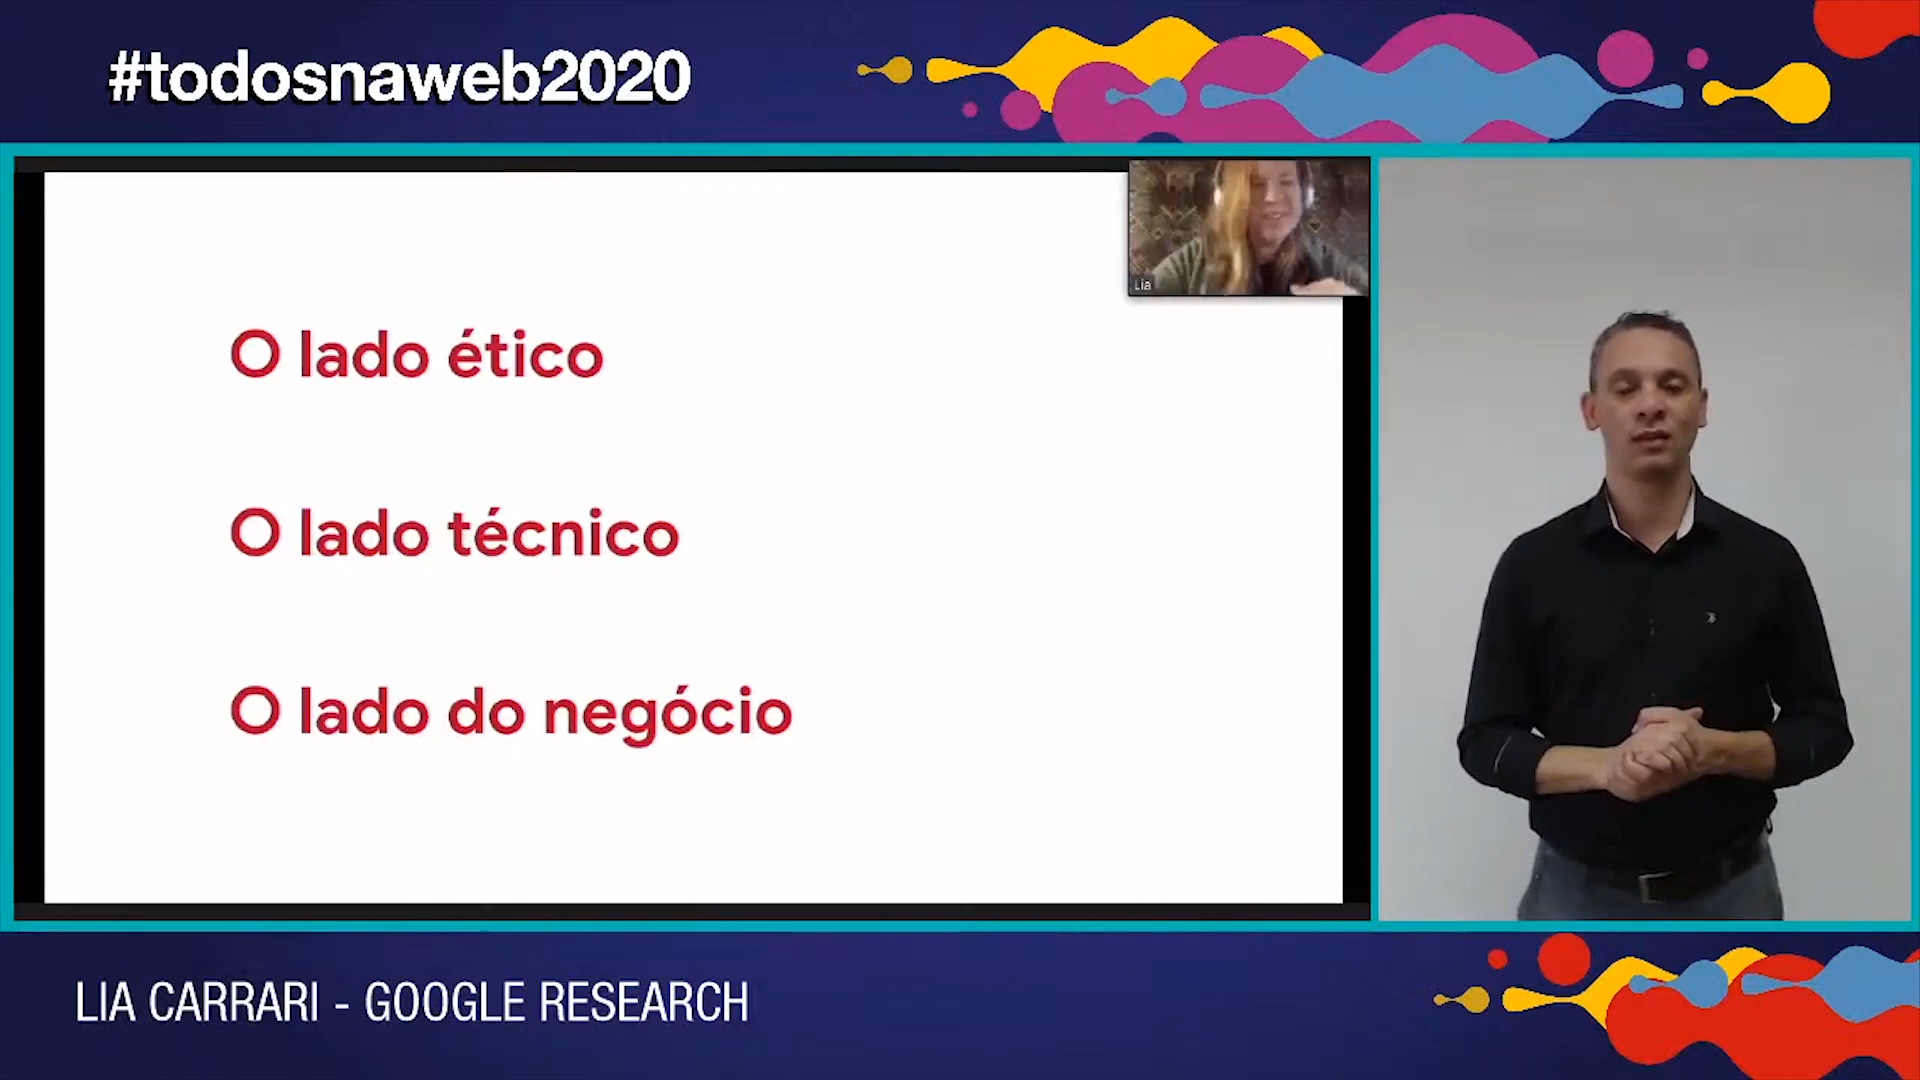 #todosnaweb2020
Lia
O lado ético
O lado técnico
O lado do negócio
LIA CARRARI - GOOGLE RESEARCH